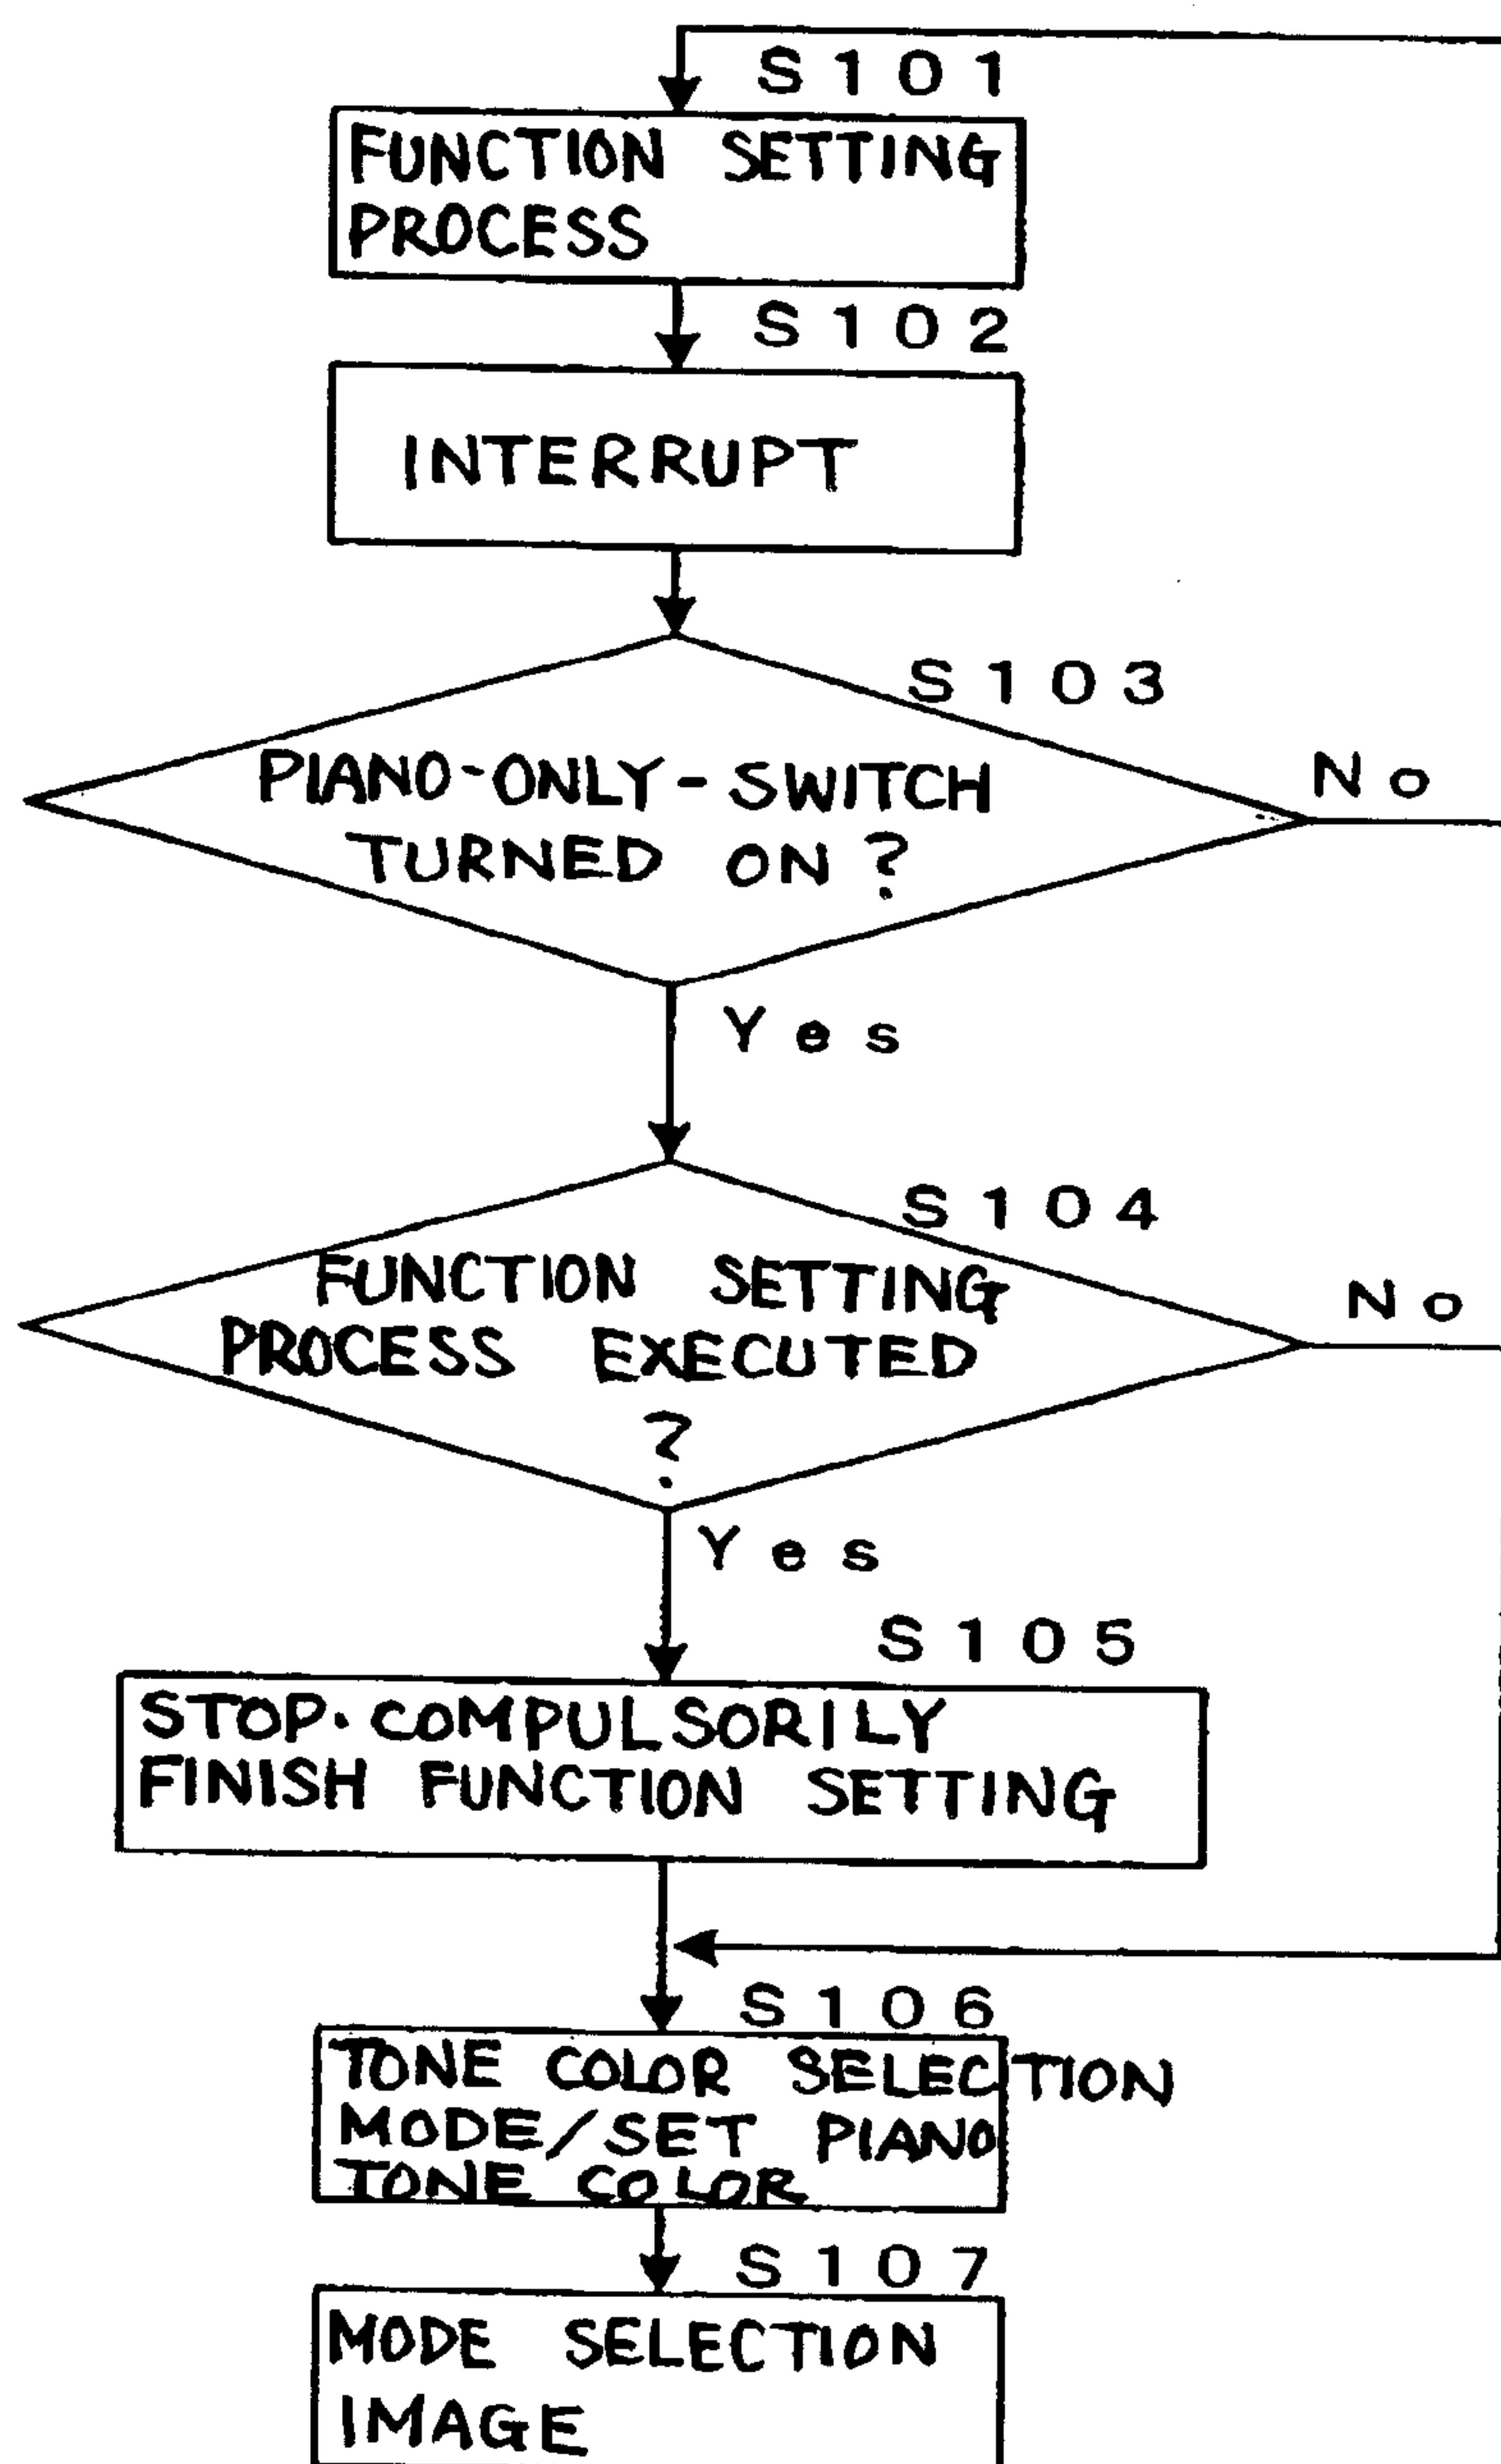 S101
FUNCTION SETTING
PROCESS
S102
INTERRUPT
S103
PIANO-ONLY-SWITCH
TURNED ON?
No
Yes
S104
FUNCTION SETTING
PROCESS EXECUTED
?
No
Yes
S105
STOP·COMPULSORILY
FINISH FUNCTION SETTING
S106
TONE COLOR SELECTION
MODE/SET PIANO
TONE COLOR
S107
MODE SELECTION
IMAGE